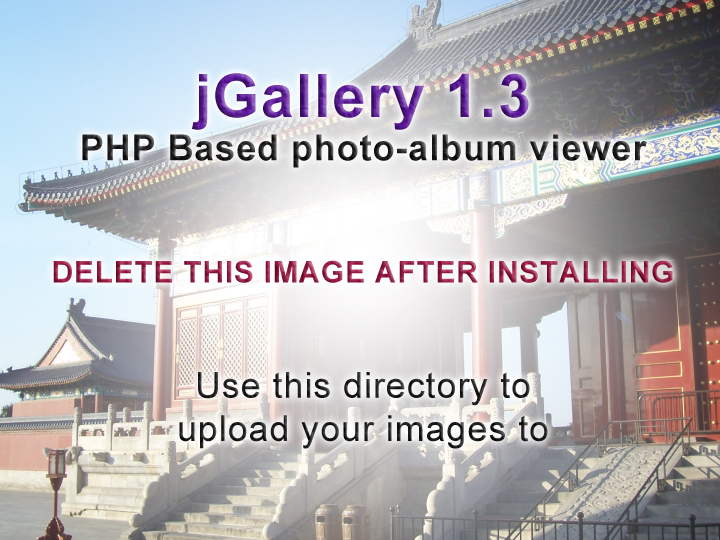 jGallery 1.3
PHP Based photo-album viewer
DELETE THIS IMAGE AFTER INSTALLING
Use this directory to
upload your images to